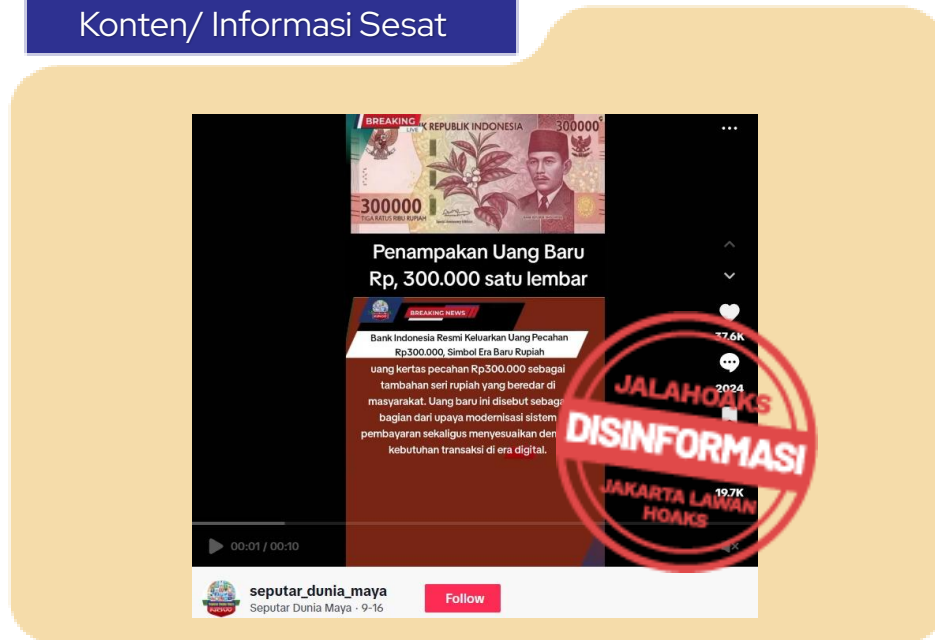 Konten/ Informasi Sesat
BREAKING
LIVE
K REPUBLIK INDONESIA
300000
300000
TIGA RATUS RIBU RUPIAH
Penampakan Uang Baru
Rp, 300.000 satu lembar
BREAKING NEWS
Bank Indonesia Resmi Keluarkan Uang Pecahan
Rp300.000, Simbol Era Baru Rupiah
uang kertas pecahan Rp300.000 sebagai
tambahan seri rupiah yang beredar di
masyarakat. Uang baru ini disebut sebaga
bagian dari upaya modernisasi sistem
pembayaran sekaligus menyesuaikan den
kebutuhan transaksi di era digital.
37.6K
2024
19.7K
JALAHOAKS
DISINFORMASI
JAKARTA LAWAN
HOAKS
00:01 / 00:10
seputar_dunia_maya
Seputar Dunia Maya · 9-16
Follow